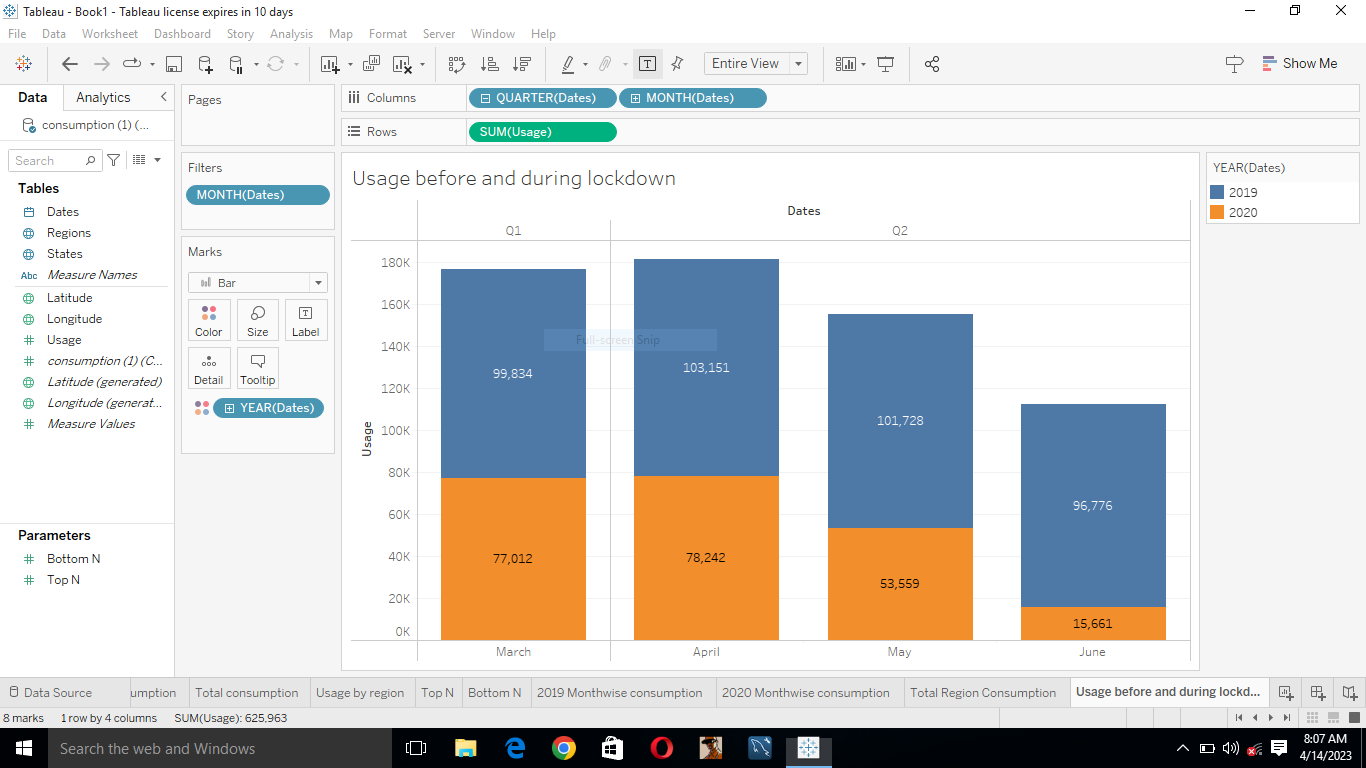 Tableau - Book1 - Tableau license expires in 10 days
File Data Worksheet Dashboard Story Analysis Map Format Server Window Help
Entire View
Show Me
Data Analytics
consumption (1) (...
Search
Tables
Dates
Regions
States
Abc Measure Names
Latitude
Longitude
Usage
consumption (1) (C...
Latitude (generated)
Longitude (generat...
Measure Values
Parameters
Bottom N
Top N
Pages
Filters
MONTH(Dates)
Marks
Bar
Color Size Label
Detail Tooltip
YEAR(Dates)
Columns QUARTER(Dates) MONTH(Dates)
Rows SUM(Usage)
Usage before and during lockdown
Dates
Q1 Q2
Usage
180K
160K
140K
120K
100K
80K
60K
40K
20K
0K
Full-screen Snip
99,834 103,151 101,728 96,776
77,012 78,242 53,559 15,661
March April May June
YEAR(Dates)
2019
2020
Data Source umption Total consumption Usage by region Top N Bottom N 2019 Monthwise consumption 2020 Monthwise consumption Total Region Consumption Usage before and during lockd...
8 marks 1 row by 4 columns SUM(Usage): 625,963
Search the web and Windows
8:07 AM
4/14/2023